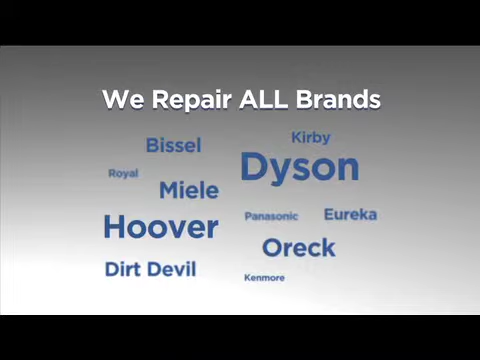 We Repair ALL Brands
Bissel
Kirby
Dyson
Royal
Miele
Hoover
Panasonic
Eureka
Oreck
Dirt Devil
Kenmore